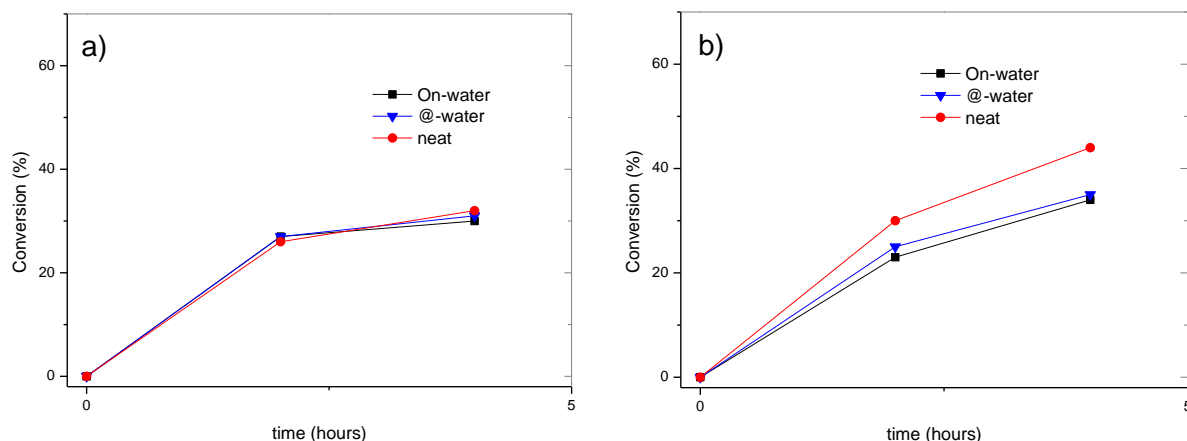 a)
On-water
@-water
neat
Conversion (%)
60
40
20
0
0
5
time (hours)
b)
On-water
@-water
neat
Conversion (%)
60
40
20
0
0
5
time (hours)